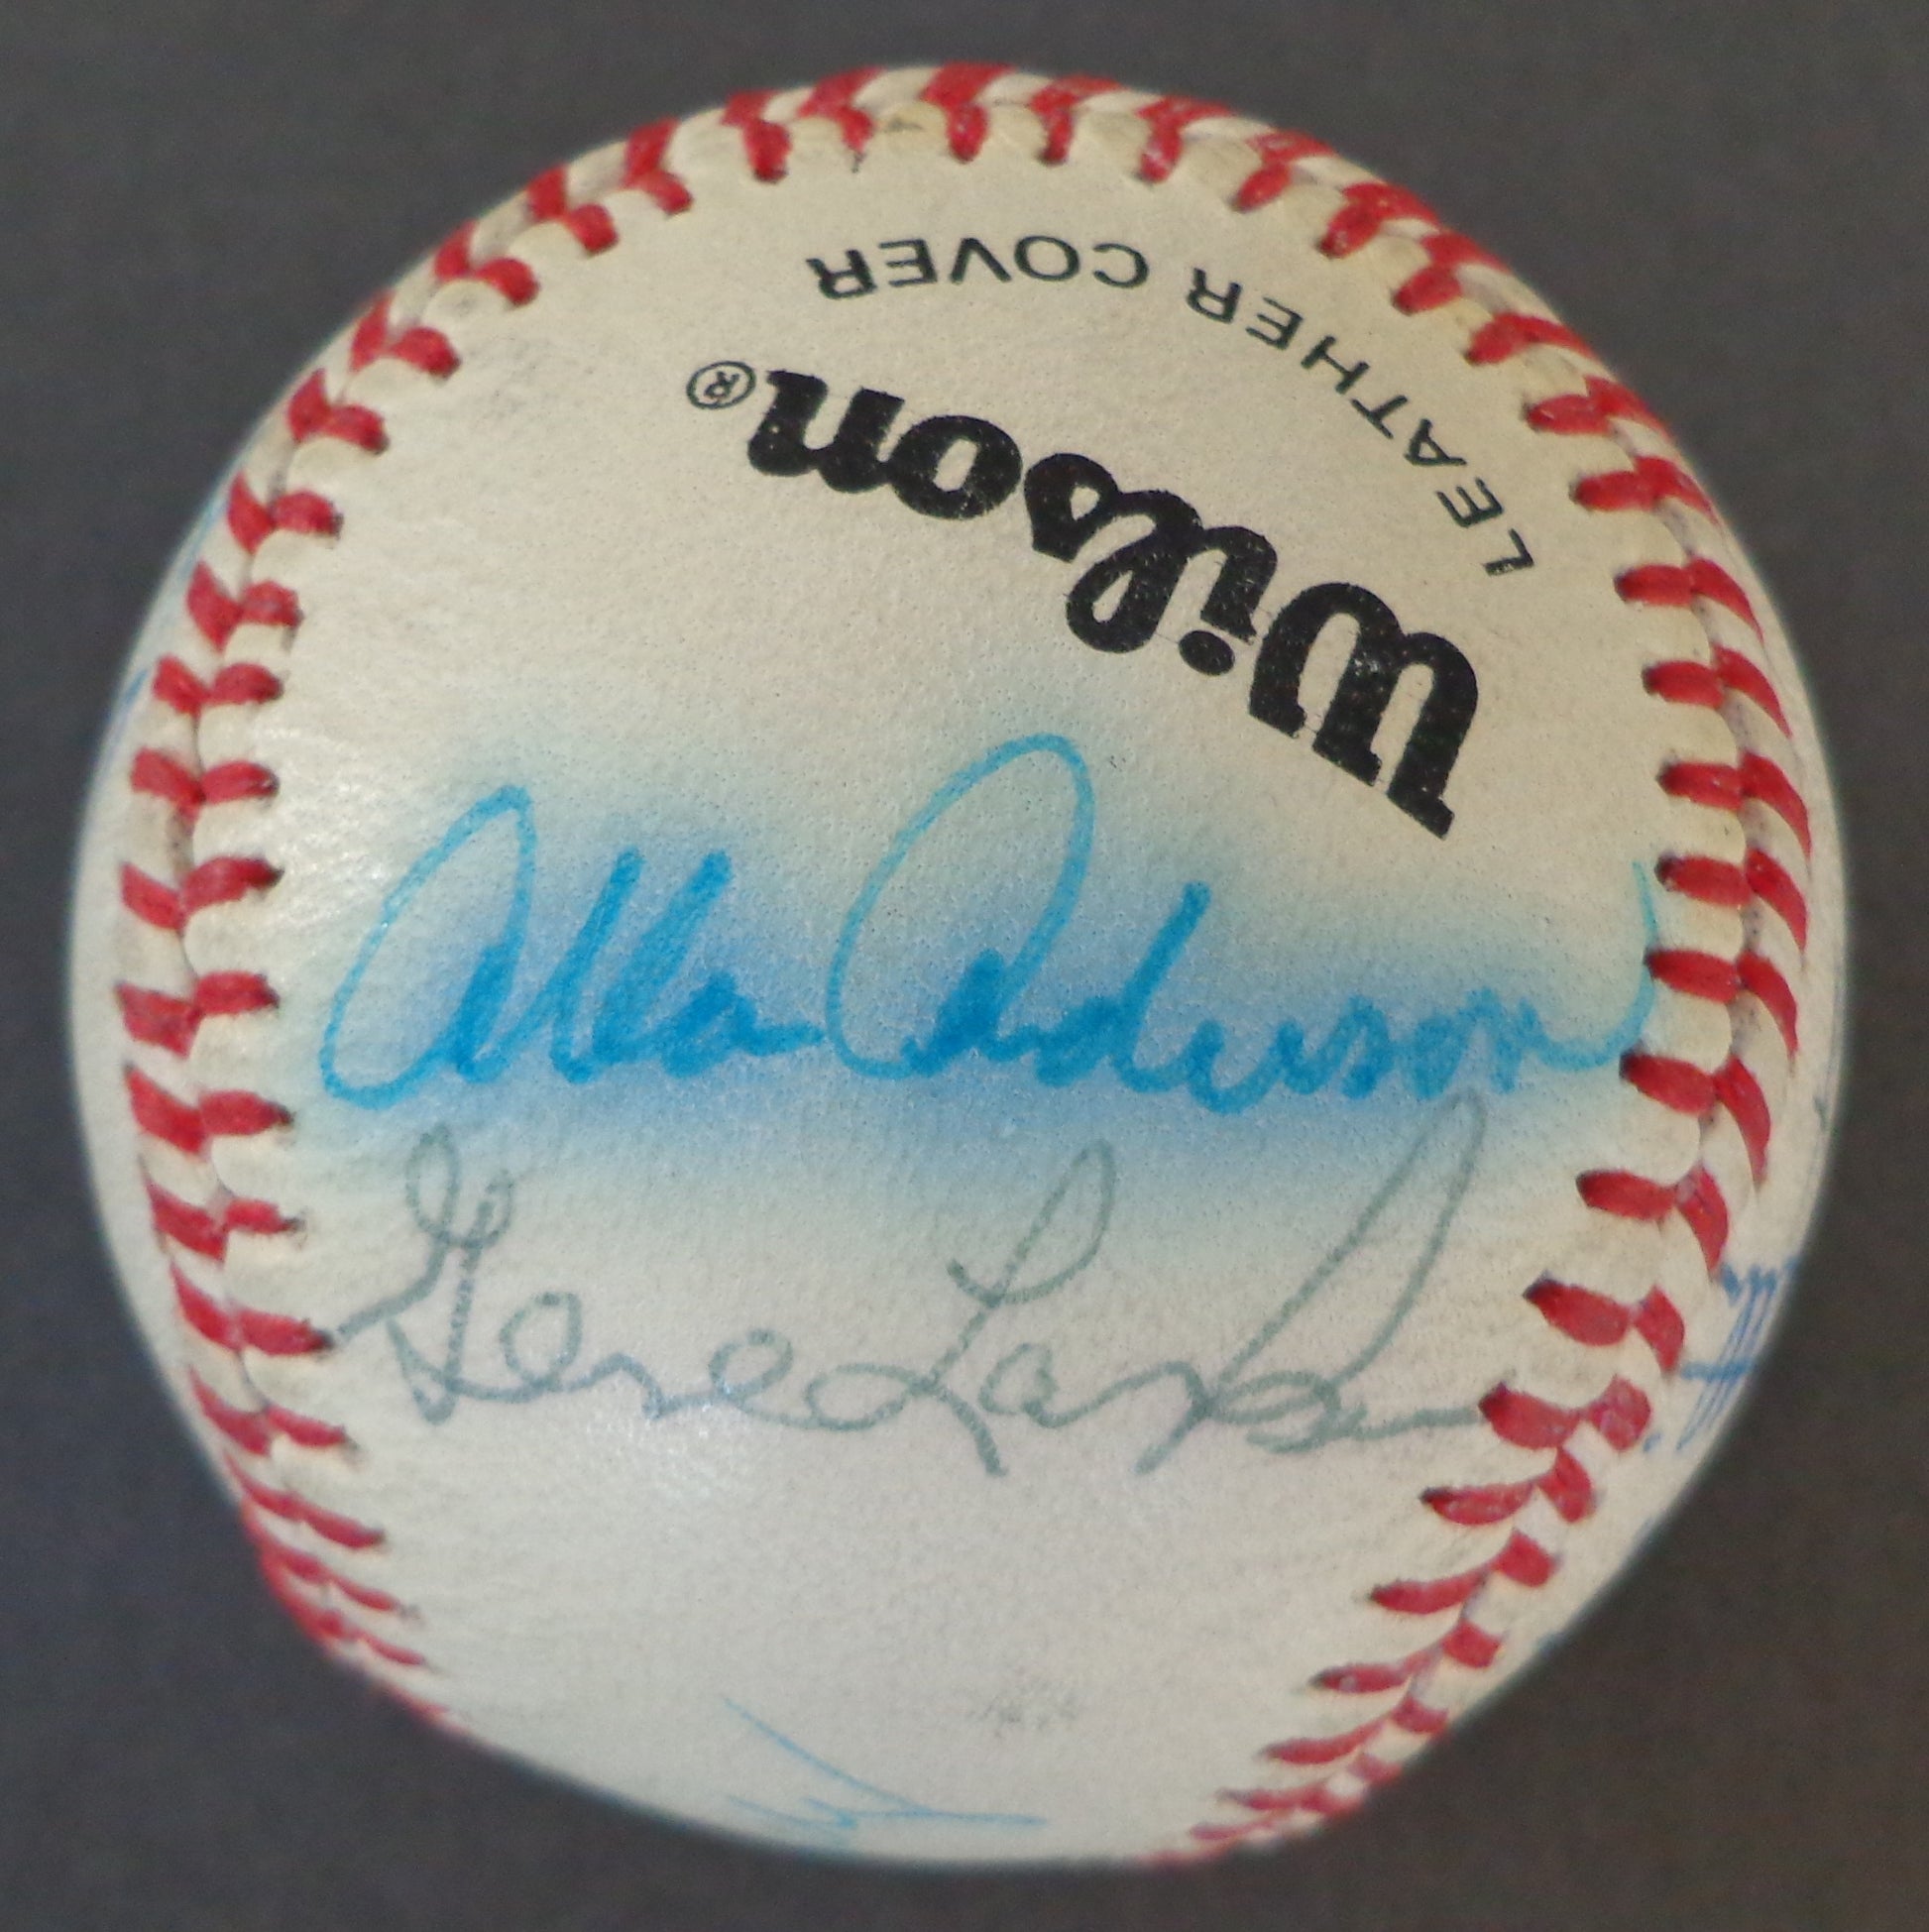 LEATHER COVER
Wilson®
Allan Anderson
Gene Larkin